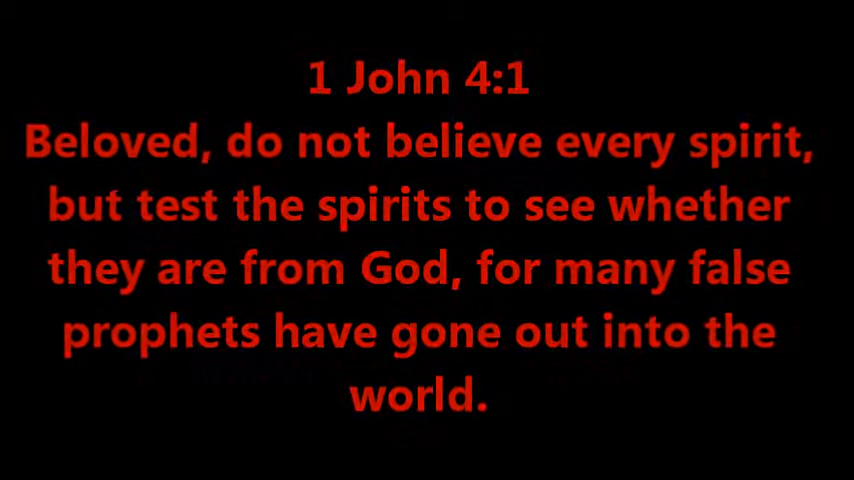 1 John 4:1
Beloved, do not believe every spirit,
but test the spirits to see whether
they are from God, for many false
prophets have gone out into the
world.